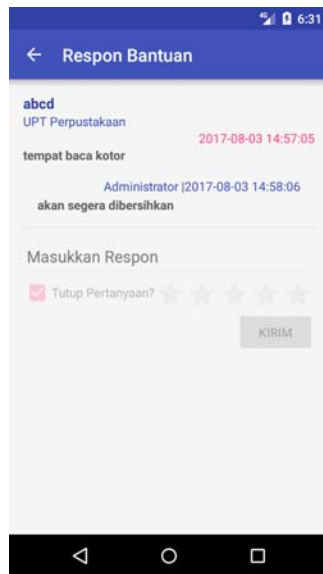 4G 6:31
Respon Bantuan
abcd
UPT Perpustakaan
2017-08-03 14:57:05
tempat baca kotor
Administrator |2017-08-03 14:58:06
akan segera dibersihkan
Masukkan Respon
Tutup Pertanyaan?
KIRIM